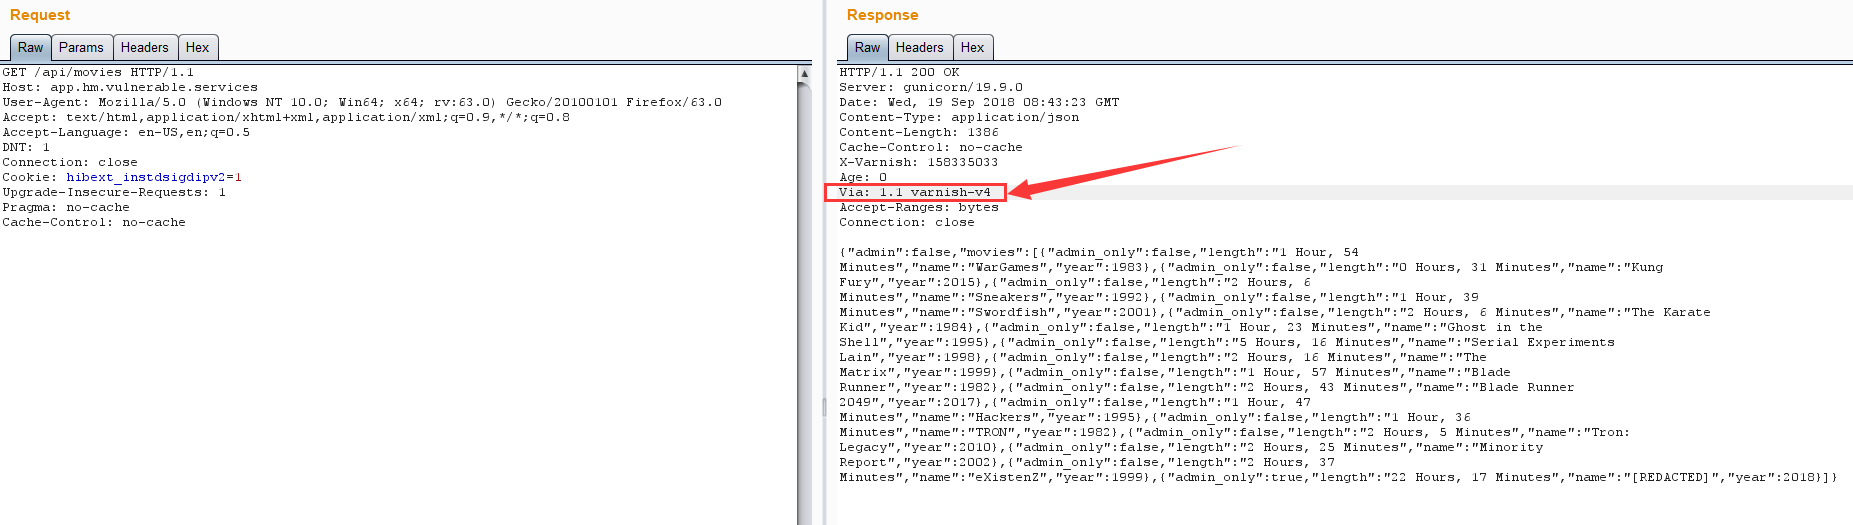 Request
Raw Params Headers Hex
GET /api/movies HTTP/1.1
Host: app.hm.vulnerable.services
User-Agent: Mozilla/5.0 (Windows NT 10.0; Win64; x64; rv:63.0) Gecko/20100101 Firefox/63.0
Accept: text/html,application/xhtml+xml,application/xml;q=0.9,*/*;q=0.8
Accept-Language: en-US,en;q=0.5
DNT: 1
Connection: close
Cookie: hibext_instdsigdipv2=1
Upgrade-Insecure-Requests: 1
Pragma: no-cache
Cache-Control: no-cache
Response
Raw Headers Hex
HTTP/1.1 200 OK
Server: gunicorn/19.9.0
Date: Wed, 19 Sep 2018 08:43:23 GMT
Content-Type: application/json
Content-Length: 1386
Cache-Control: no-cache
X-Varnish: 158335033
Age: 0
Via: 1.1 varnish-v4
Accept-Ranges: bytes
Connection: close
{"admin":false,"movies":[{"admin_only":false,"length":"1 Hour, 54
Minutes","name":"WarGames","year":1983},{"admin_only":false,"length":"0 Hours, 31 Minutes","name":"Kung
Fury","year":2015},{"admin_only":false,"length":"2 Hours, 6
Minutes","name":"Sneakers","year":1992},{"admin_only":false,"length":"1 Hour, 39
Minutes","name":"Swordfish","year":2001},{"admin_only":false,"length":"2 Hours, 6 Minutes","name":"The Karate
Kid","year":1984},{"admin_only":false,"length":"1 Hour, 23 Minutes","name":"Ghost in the
Shell","year":1995},{"admin_only":false,"length":"5 Hours, 16 Minutes","name":"Serial Experiments
Lain","year":1998},{"admin_only":false,"length":"2 Hours, 16 Minutes","name":"The
Matrix","year":1999},{"admin_only":false,"length":"1 Hour, 57 Minutes","name":"Blade
Runner","year":1982},{"admin_only":false,"length":"2 Hours, 43 Minutes","name":"Blade Runner
2049","year":2017},{"admin_only":false,"length":"1 Hour, 47
Minutes","name":"Hackers","year":1995},{"admin_only":false,"length":"1 Hour, 36
Minutes","name":"TRON","year":1982},{"admin_only":false,"length":"2 Hours, 5 Minutes","name":"Tron:
Legacy","year":2010},{"admin_only":false,"length":"2 Hours, 25 Minutes","name":"Minority
Report","year":2002},{"admin_only":false,"length":"2 Hours, 37
Minutes","name":"eXistenZ","year":1999},{"admin_only":true,"length":"22 Hours, 17 Minutes","name":"[REDACTED]","year":2018}]}